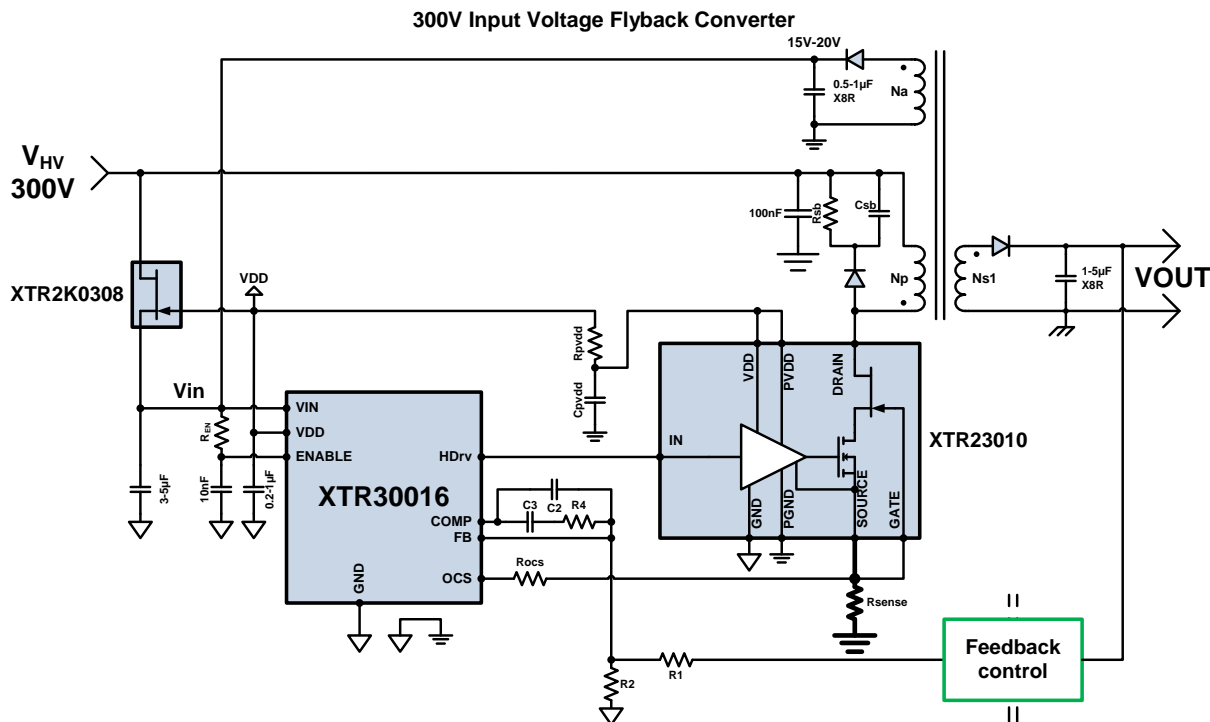 300V Input Voltage Flyback Converter
15V-20V
0.5-1µF
X8R
Na
VHV
300V
100nF
Rsb
Csb
Np
Ns1
1-5µF
X8R
VOUT
XTR2K0308
VDD
Rpvdd
Cpvdd
VDD
PVDD
DRAIN
XTR23010
IN
GND
PGND
SOURCE
GATE
Vin
REN
3-5µF
10nF
0.2-1µF
VIN
VDD
ENABLE
HDrv
XTR30016
COMP
FB
OCS
GND
C3
C2
R4
Rocs
Rsense
R1
R2
Feedback
control